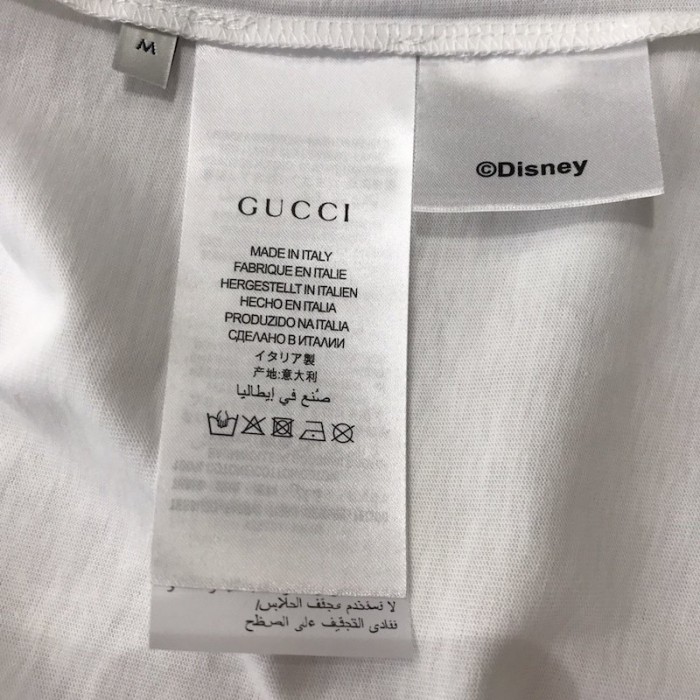 M
©Disney
GUCCI
MADE IN ITALY
FABRIQUE EN ITALIE
HERGESTELLT IN ITALIEN
HECHO EN ITALIA
PRODUZIDO NA ITALIA
СДЕЛАНО В ИТАЛИИ
イタリア製
产地:意大利
صُنع في إيطاليا
لا تستخدم مجفف الملابس/
تفادى التجفيف على السطح